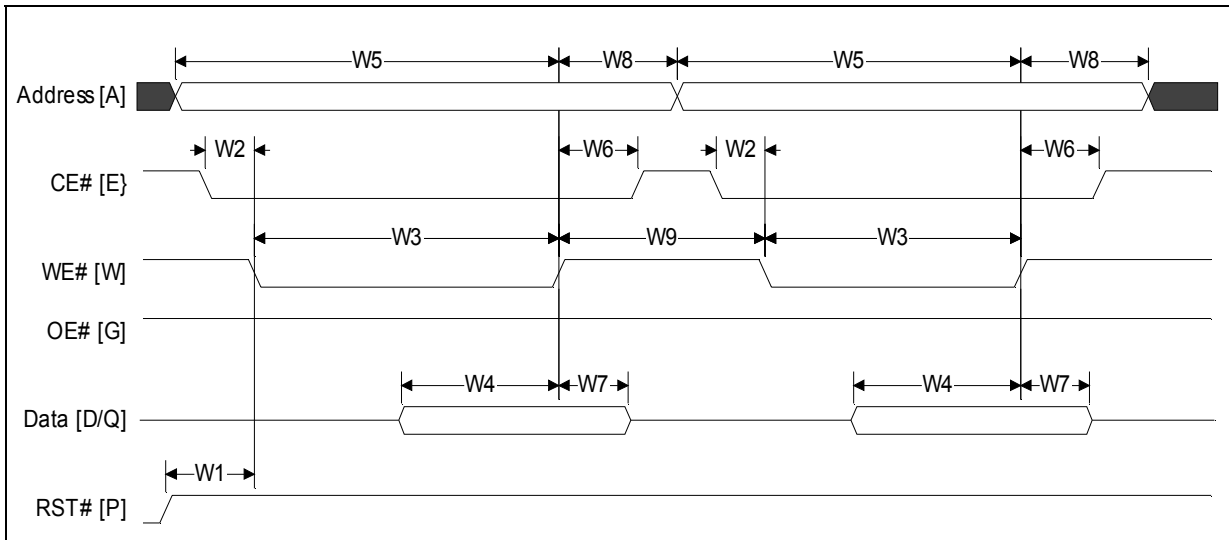 W5 W8 W5 W8
Address [A]
W2 W6 W2 W6
CE# [E}
W3 W9 W3
WE# [W]
OE# [G]
W4 W7 W4 W7
Data [D/Q]
W1
RST# [P]